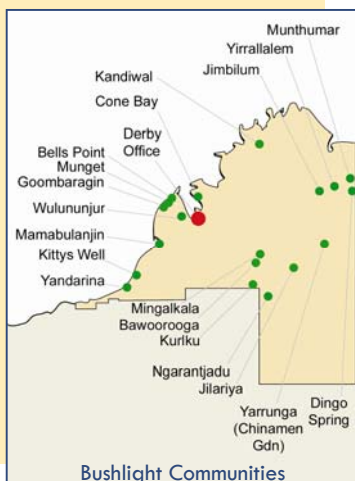 Munthumar
Yirrallalem
Jimbilum
Kandiwal
Cone Bay
Derby
Office
Bells Point
Munget
Goombaragin
Wulununjur
Mamabulanjin
Kittys Well
Yandarina
Mingalkala
Bawoorooga
Kurlku
Ngarantjadu
Jilariya
Yarrunga
(Chinamen
Gdn)
Dingo
Spring
Bushlight Communities